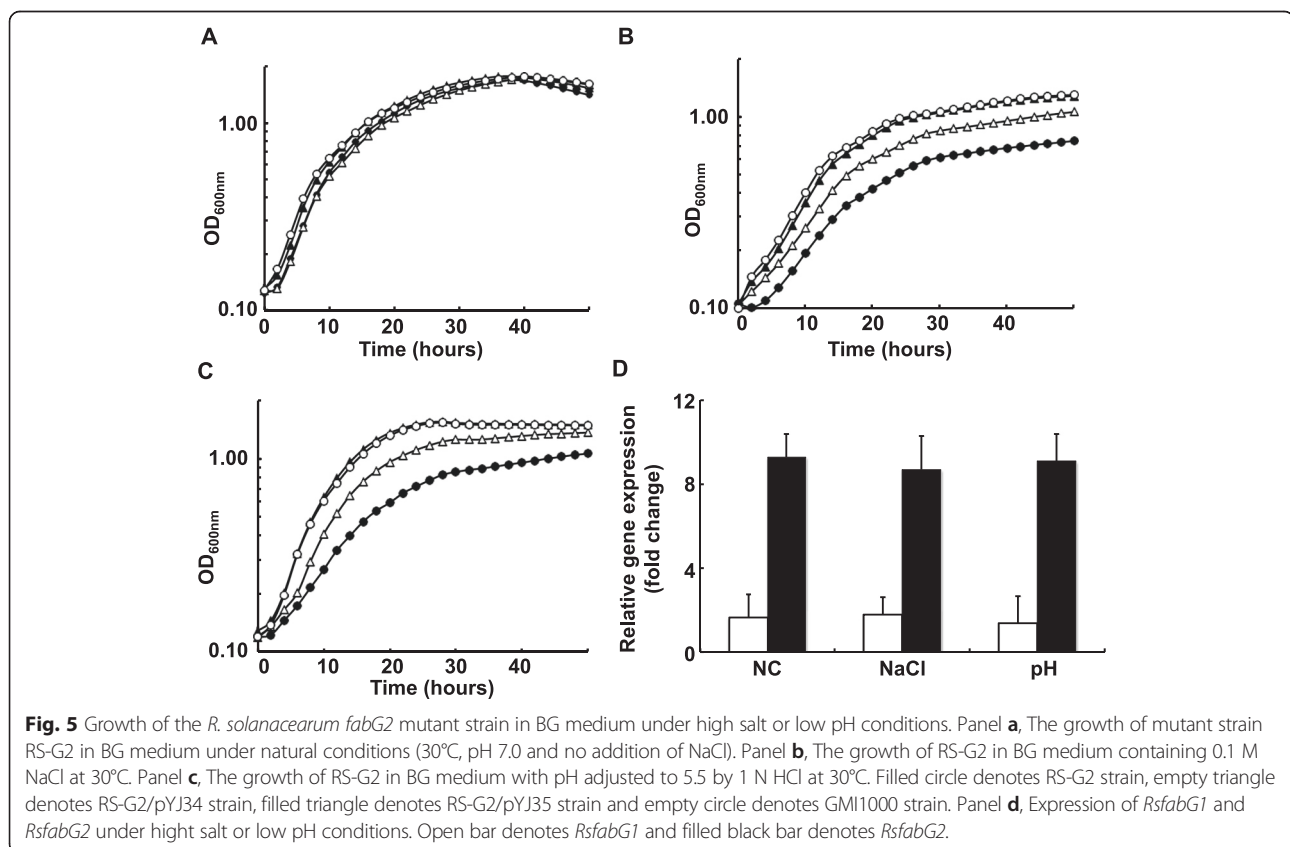 A
1.00
0.10
OD600nm
0 10 20 30 40
Time (hours)
B
1.00
0.10
OD600nm
0 10 20 30 40
Time (hours)
C
1.00
0.10
OD600nm
0 10 20 30 40
Time (hours)
D
12
8
4
0
Relative gene expression
(fold change)
NC NaCl pH
Fig. 5 Growth of the R. solanacearum fabG2 mutant strain in BG medium under high salt or low pH conditions. Panel a, The growth of mutant strain
RS-G2 in BG medium under natural conditions (30°C, pH 7.0 and no addition of NaCl). Panel b, The growth of RS-G2 in BG medium containing 0.1 M
NaCl at 30°C. Panel c, The growth of RS-G2 in BG medium with pH adjusted to 5.5 by 1 N HCl at 30°C. Filled circle denotes RS-G2 strain, empty triangle
denotes RS-G2/pYJ34 strain, filled triangle denotes RS-G2/pYJ35 strain and empty circle denotes GMI1000 strain. Panel d, Expression of RsfabG1 and
RsfabG2 under hight salt or low pH conditions. Open bar denotes RsfabG1 and filled black bar denotes RsfabG2.